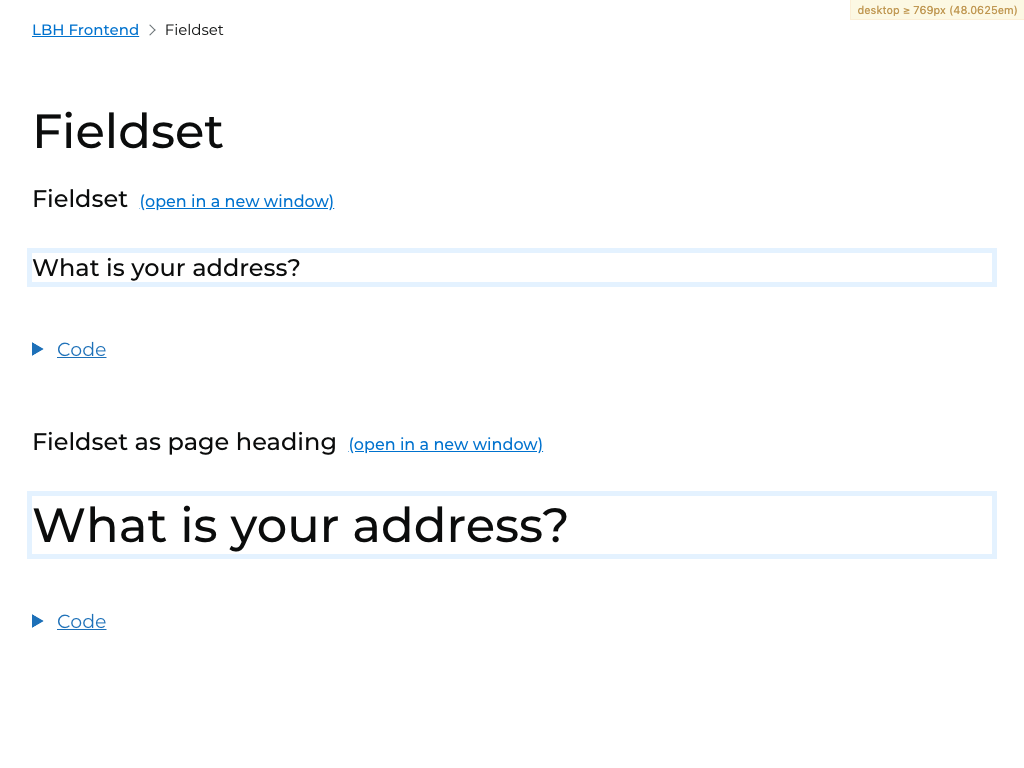 desktop ≥ 769px (48.0625em)
LBH Frontend > Fieldset
Fieldset
Fieldset (open in a new window)
What is your address?
Code
Fieldset as page heading (open in a new window)
What is your address?
Code